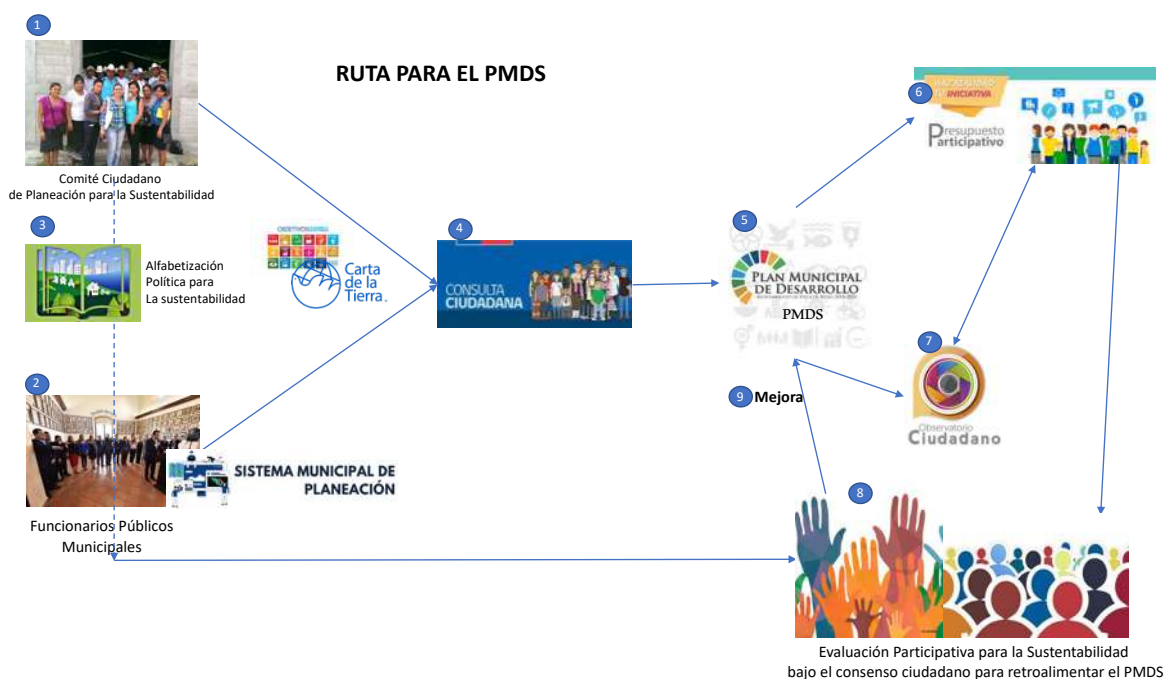 1
RUTA PARA EL PMDS
Comité Ciudadano
de Planeación para la Sustentabilidad
3
Alfabetización
Política para
La sustentabilidad
Carta
de la
Tierra
4
CONSULTA
CIUDADANA
5
PLAN MUNICIPAL
DE DESARROLLO
PMDS
6
INICIATIVA
Presupuesto
Participativo
7
Observatorio
Ciudadano
9 Mejora
2
SISTEMA MUNICIPAL DE
PLANEACIÓN
Funcionarios Públicos
Municipales
8
Evaluación Participativa para la Sustentabilidad
bajo el consenso ciudadano para retroalimentar el PMDS